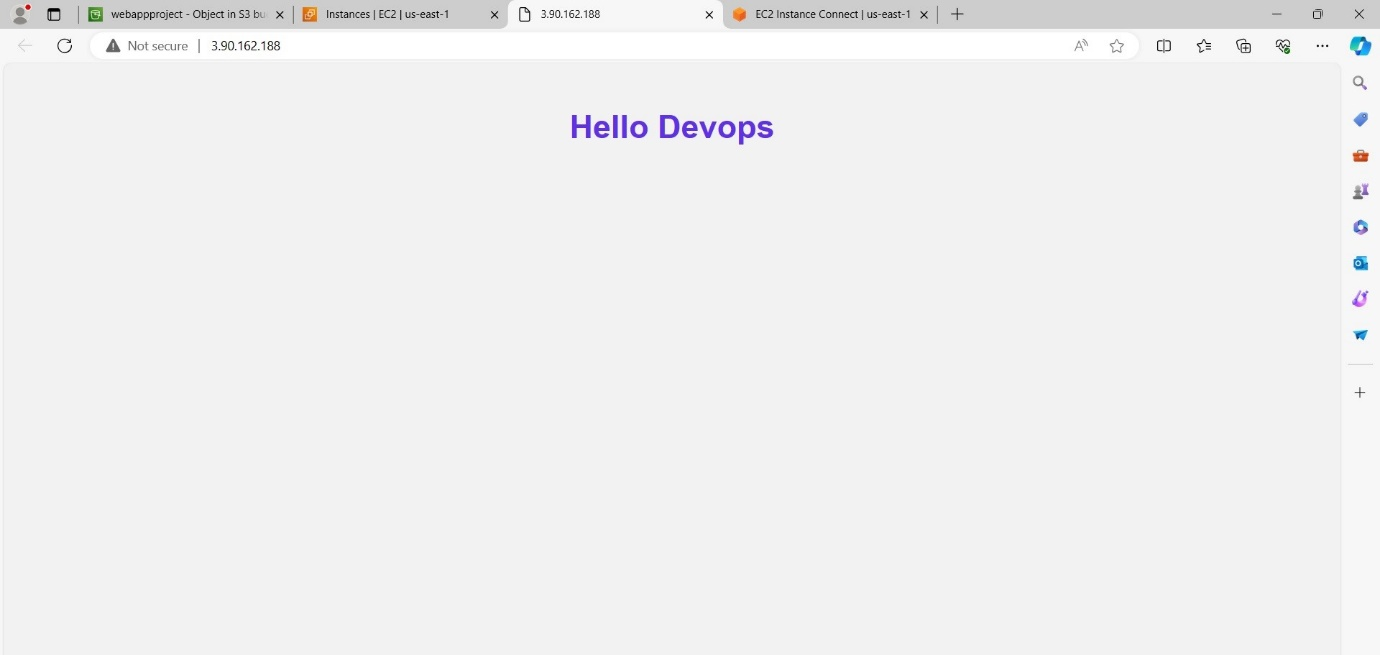 webappproject - Object in S3 bu
Instances | EC2 | us-east-1
3.90.162.188
EC2 Instance Connect | us-east-1
Not secure | 3.90.162.188
Hello Devops